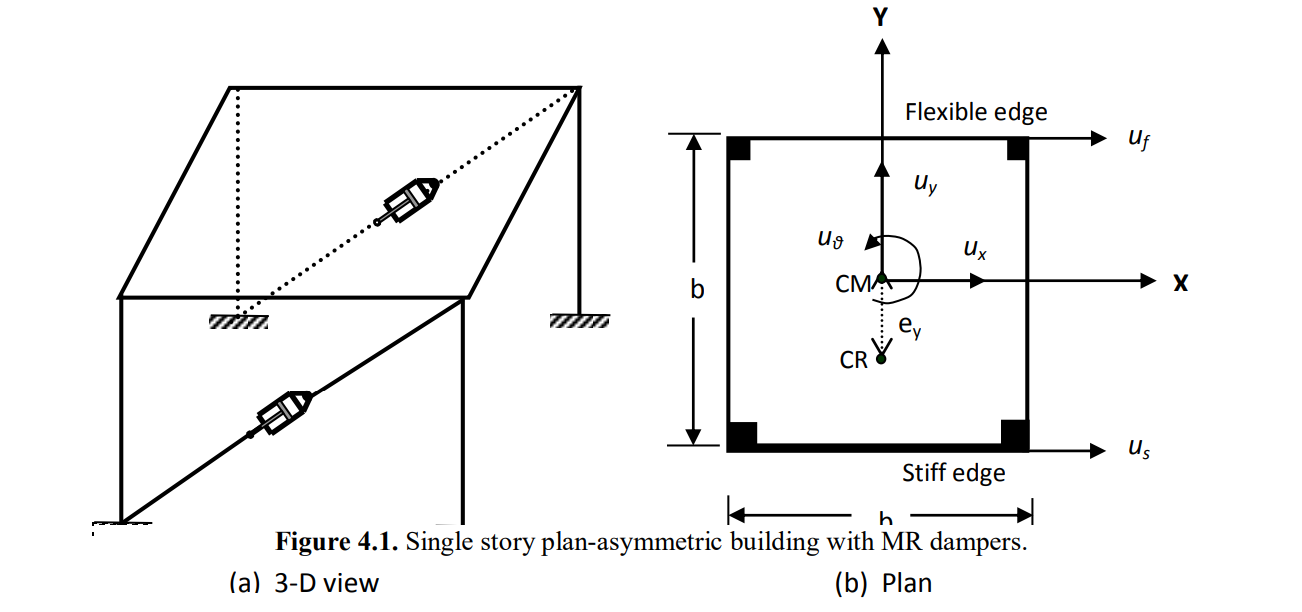 Y
Flexible edge
u_f
u_y
u_ϑ
u_x
CM
X
b
e_y
CR
u_s
Stiff edge
b
Figure 4.1. Single story plan-asymmetric building with MR dampers.
(a) 3-D view
(b) Plan